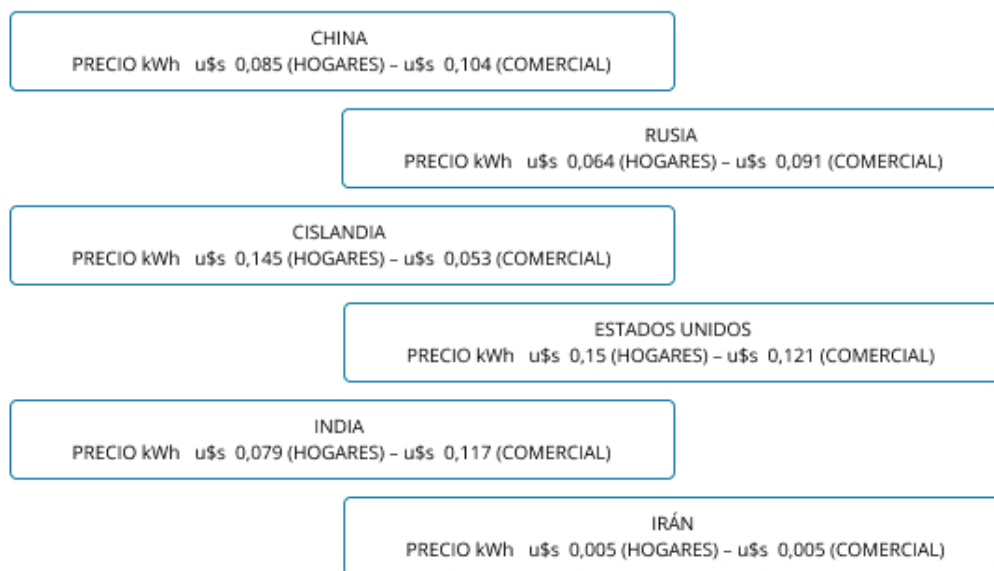 CHINA
PRECIO kWh u$s 0,085 (HOGARES) – u$s 0,104 (COMERCIAL)
RUSIA
PRECIO kWh u$s 0,064 (HOGARES) – u$s 0,091 (COMERCIAL)
CISLANDIA
PRECIO kWh u$s 0,145 (HOGARES) – u$s 0,053 (COMERCIAL)
ESTADOS UNIDOS
PRECIO kWh u$s 0,15 (HOGARES) – u$s 0,121 (COMERCIAL)
INDIA
PRECIO kWh u$s 0,079 (HOGARES) – u$s 0,117 (COMERCIAL)
IRÁN
PRECIO kWh u$s 0,005 (HOGARES) – u$s 0,005 (COMERCIAL)